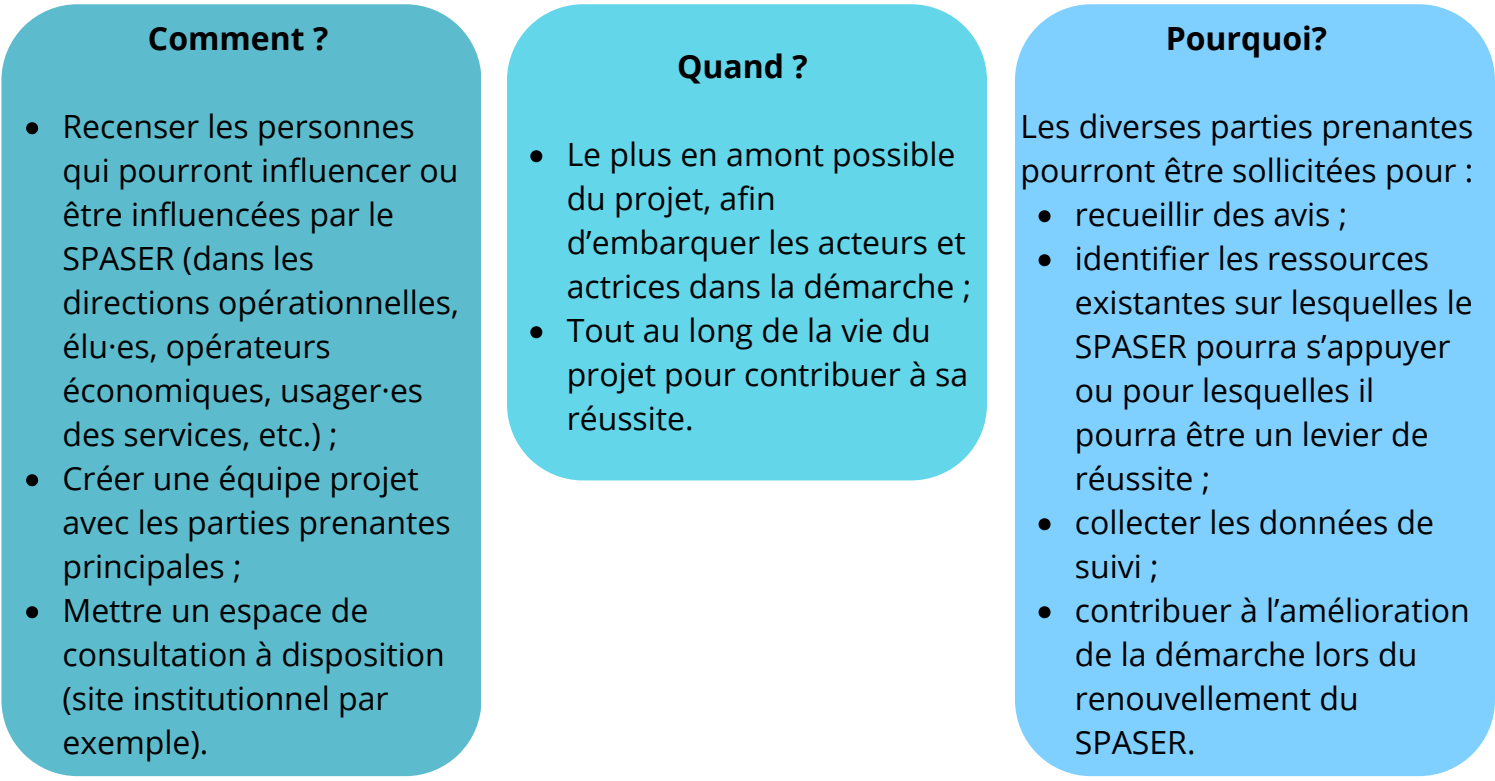 Comment ?
• Recenser les personnes
qui pourront influencer ou
être influencées par le
SPASER (dans les
directions opérationnelles,
élu·es, opérateurs
économiques, usager·es
des services, etc.) ;
• Créer une équipe projet
avec les parties prenantes
principales ;
• Mettre un espace de
consultation à disposition
(site institutionnel par
exemple).
Quand ?
• Le plus en amont possible
du projet, afin
d’embarquer les acteurs et
actrices dans la démarche ;
• Tout au long de la vie du
projet pour contribuer à sa
réussite.
Pourquoi?
Les diverses parties prenantes
pourront être sollicitées pour :
• recueillir des avis ;
• identifier les ressources
existantes sur lesquelles le
SPASER pourra s’appuyer
ou pour lesquelles il
pourra être un levier de
réussite ;
• collecter les données de
suivi ;
• contribuer à l’amélioration
de la démarche lors du
renouvellement du
SPASER.